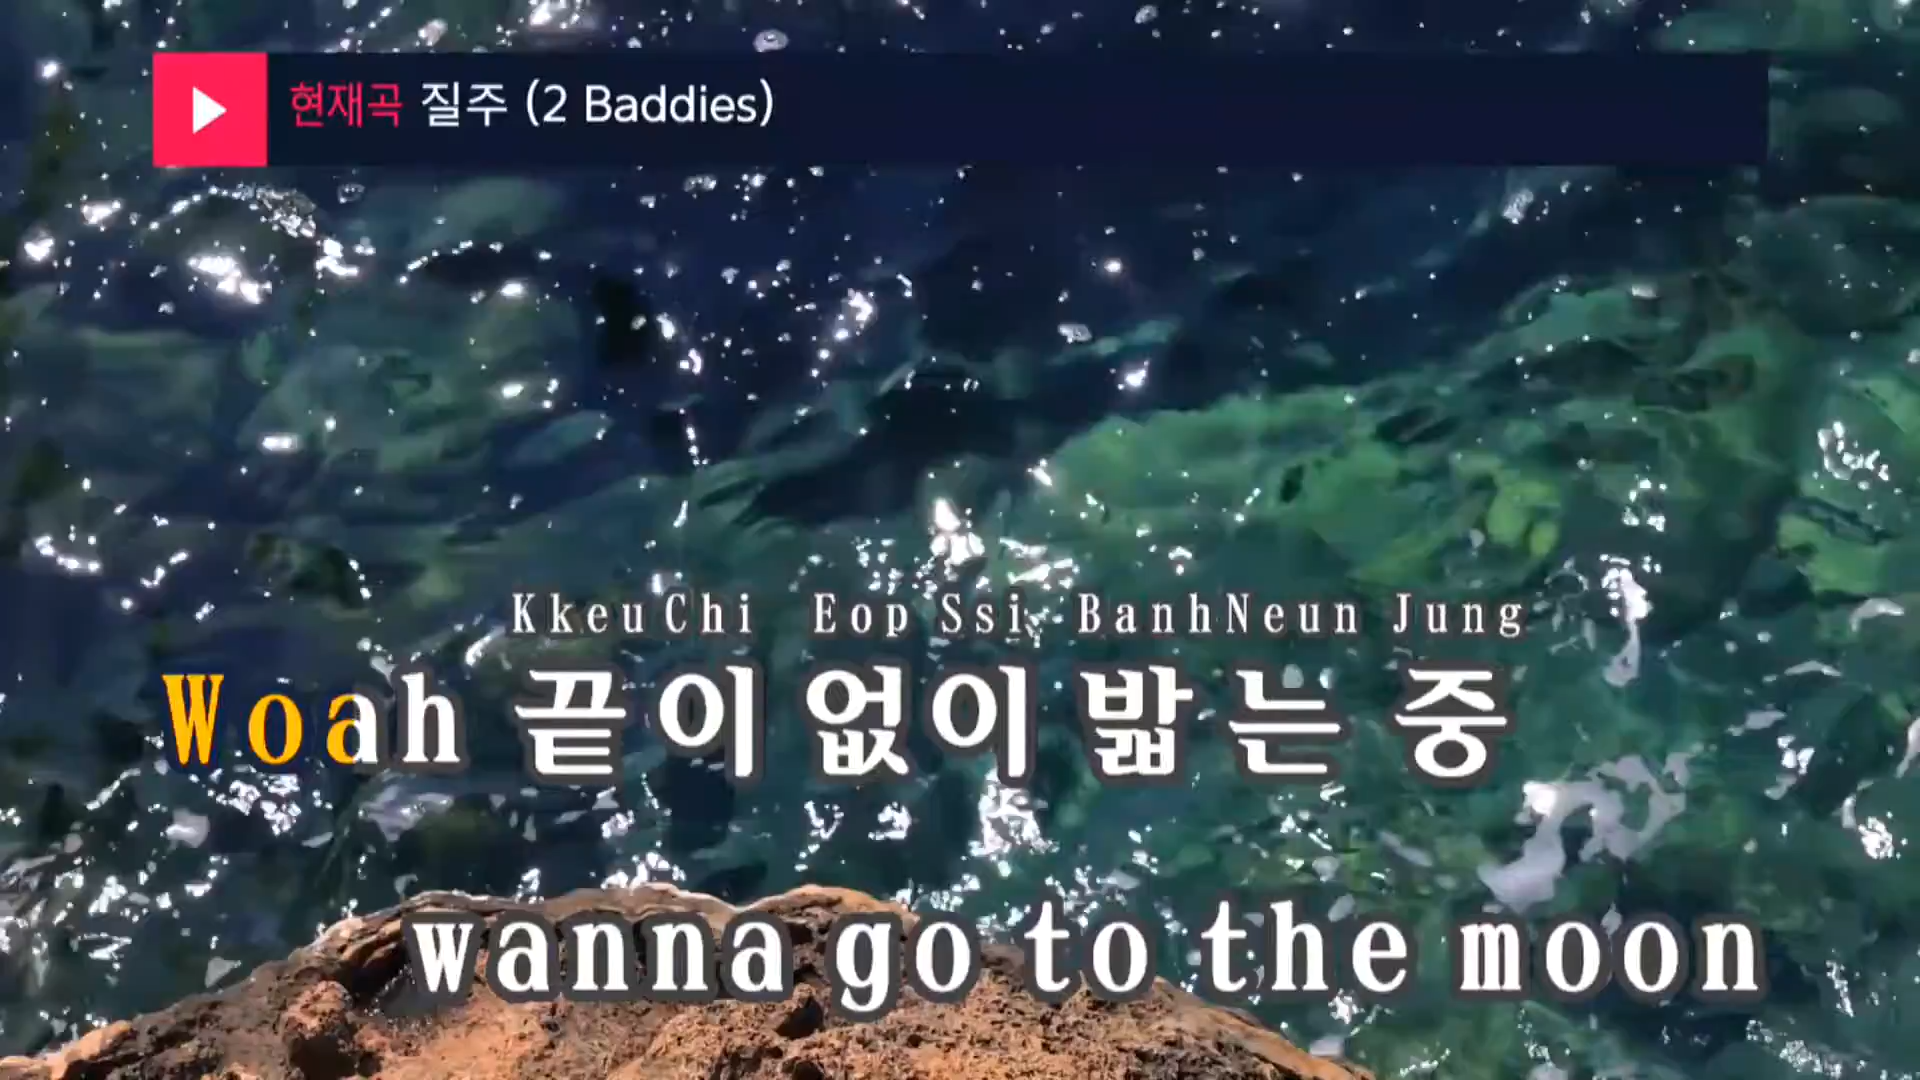 현재곡 질주 (2 Baddies)
KkeuChi Eop Ssi BanhNeun Jung
Woah 끝이 없이 밟는 중
wanna go to the moon